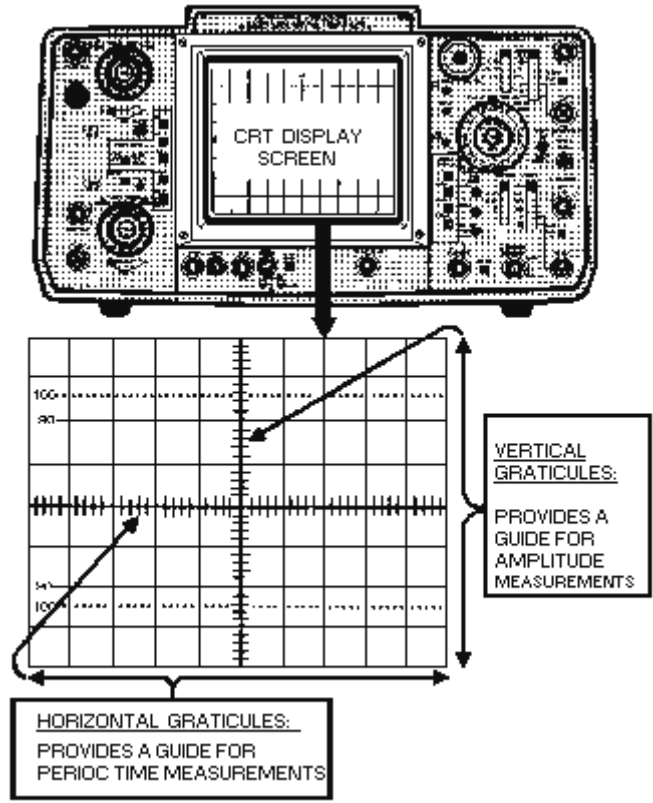 CRT DISPLAY
SCREEN
100
90
VERTICAL
GRATICULES:
PROVIDES A
GUIDE FOR
AMPLITUDE
MEASUREMENTS
90
100
HORIZONTAL GRATICULES:
PROVIDES A GUIDE FOR
PERIOC TIME MEASUREMENTS